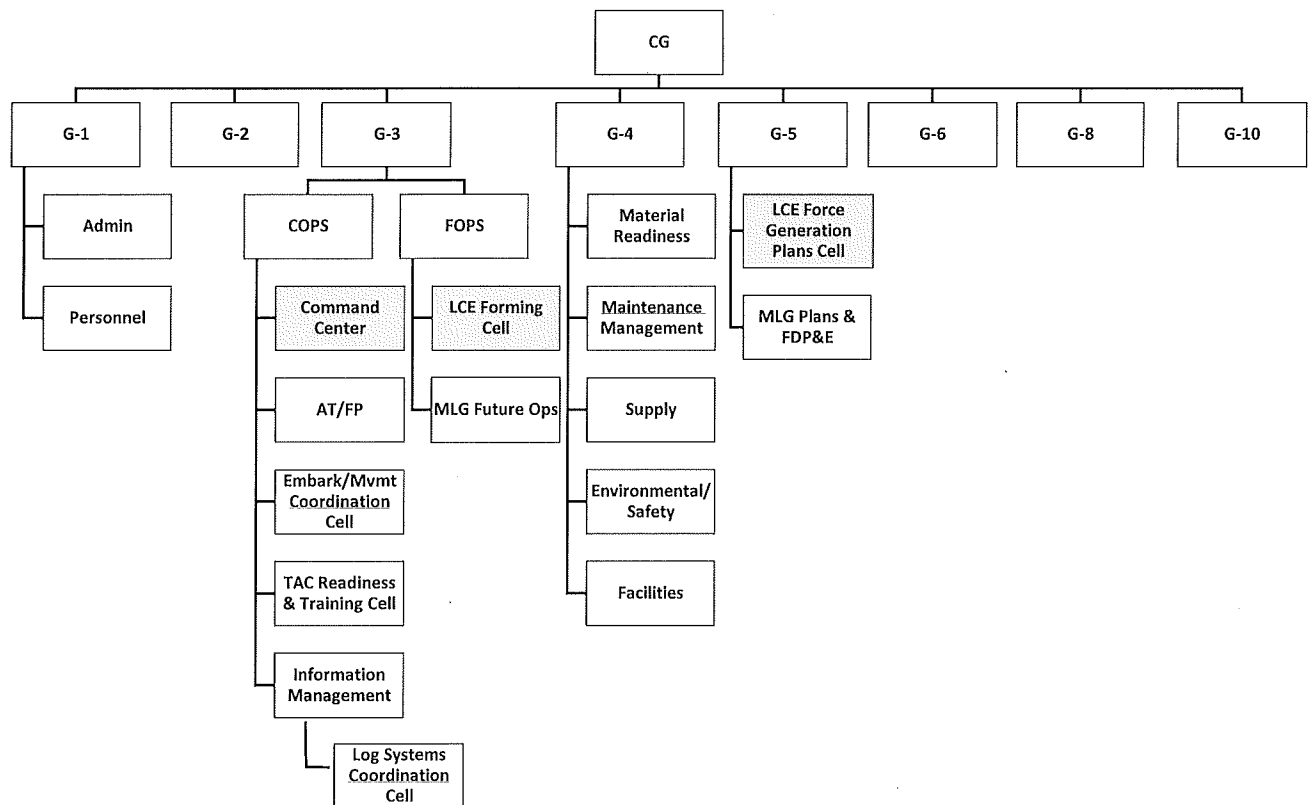 CG
G-1
G-2
G-3
G-4
G-5
G-6
G-8
G-10
Admin
Personnel
COPS
FOPS
Command
Center
AT/FP
Embark/Mvmt
Coordination
Cell
TAC Readiness
& Training Cell
Information
Management
Log Systems
Coordination
Cell
LCE Forming
Cell
MLG Future Ops
Material
Readiness
Maintenance
Management
Supply
Environmental/
Safety
Facilities
LCE Force
Generation
Plans Cell
MLG Plans &
FDP&E